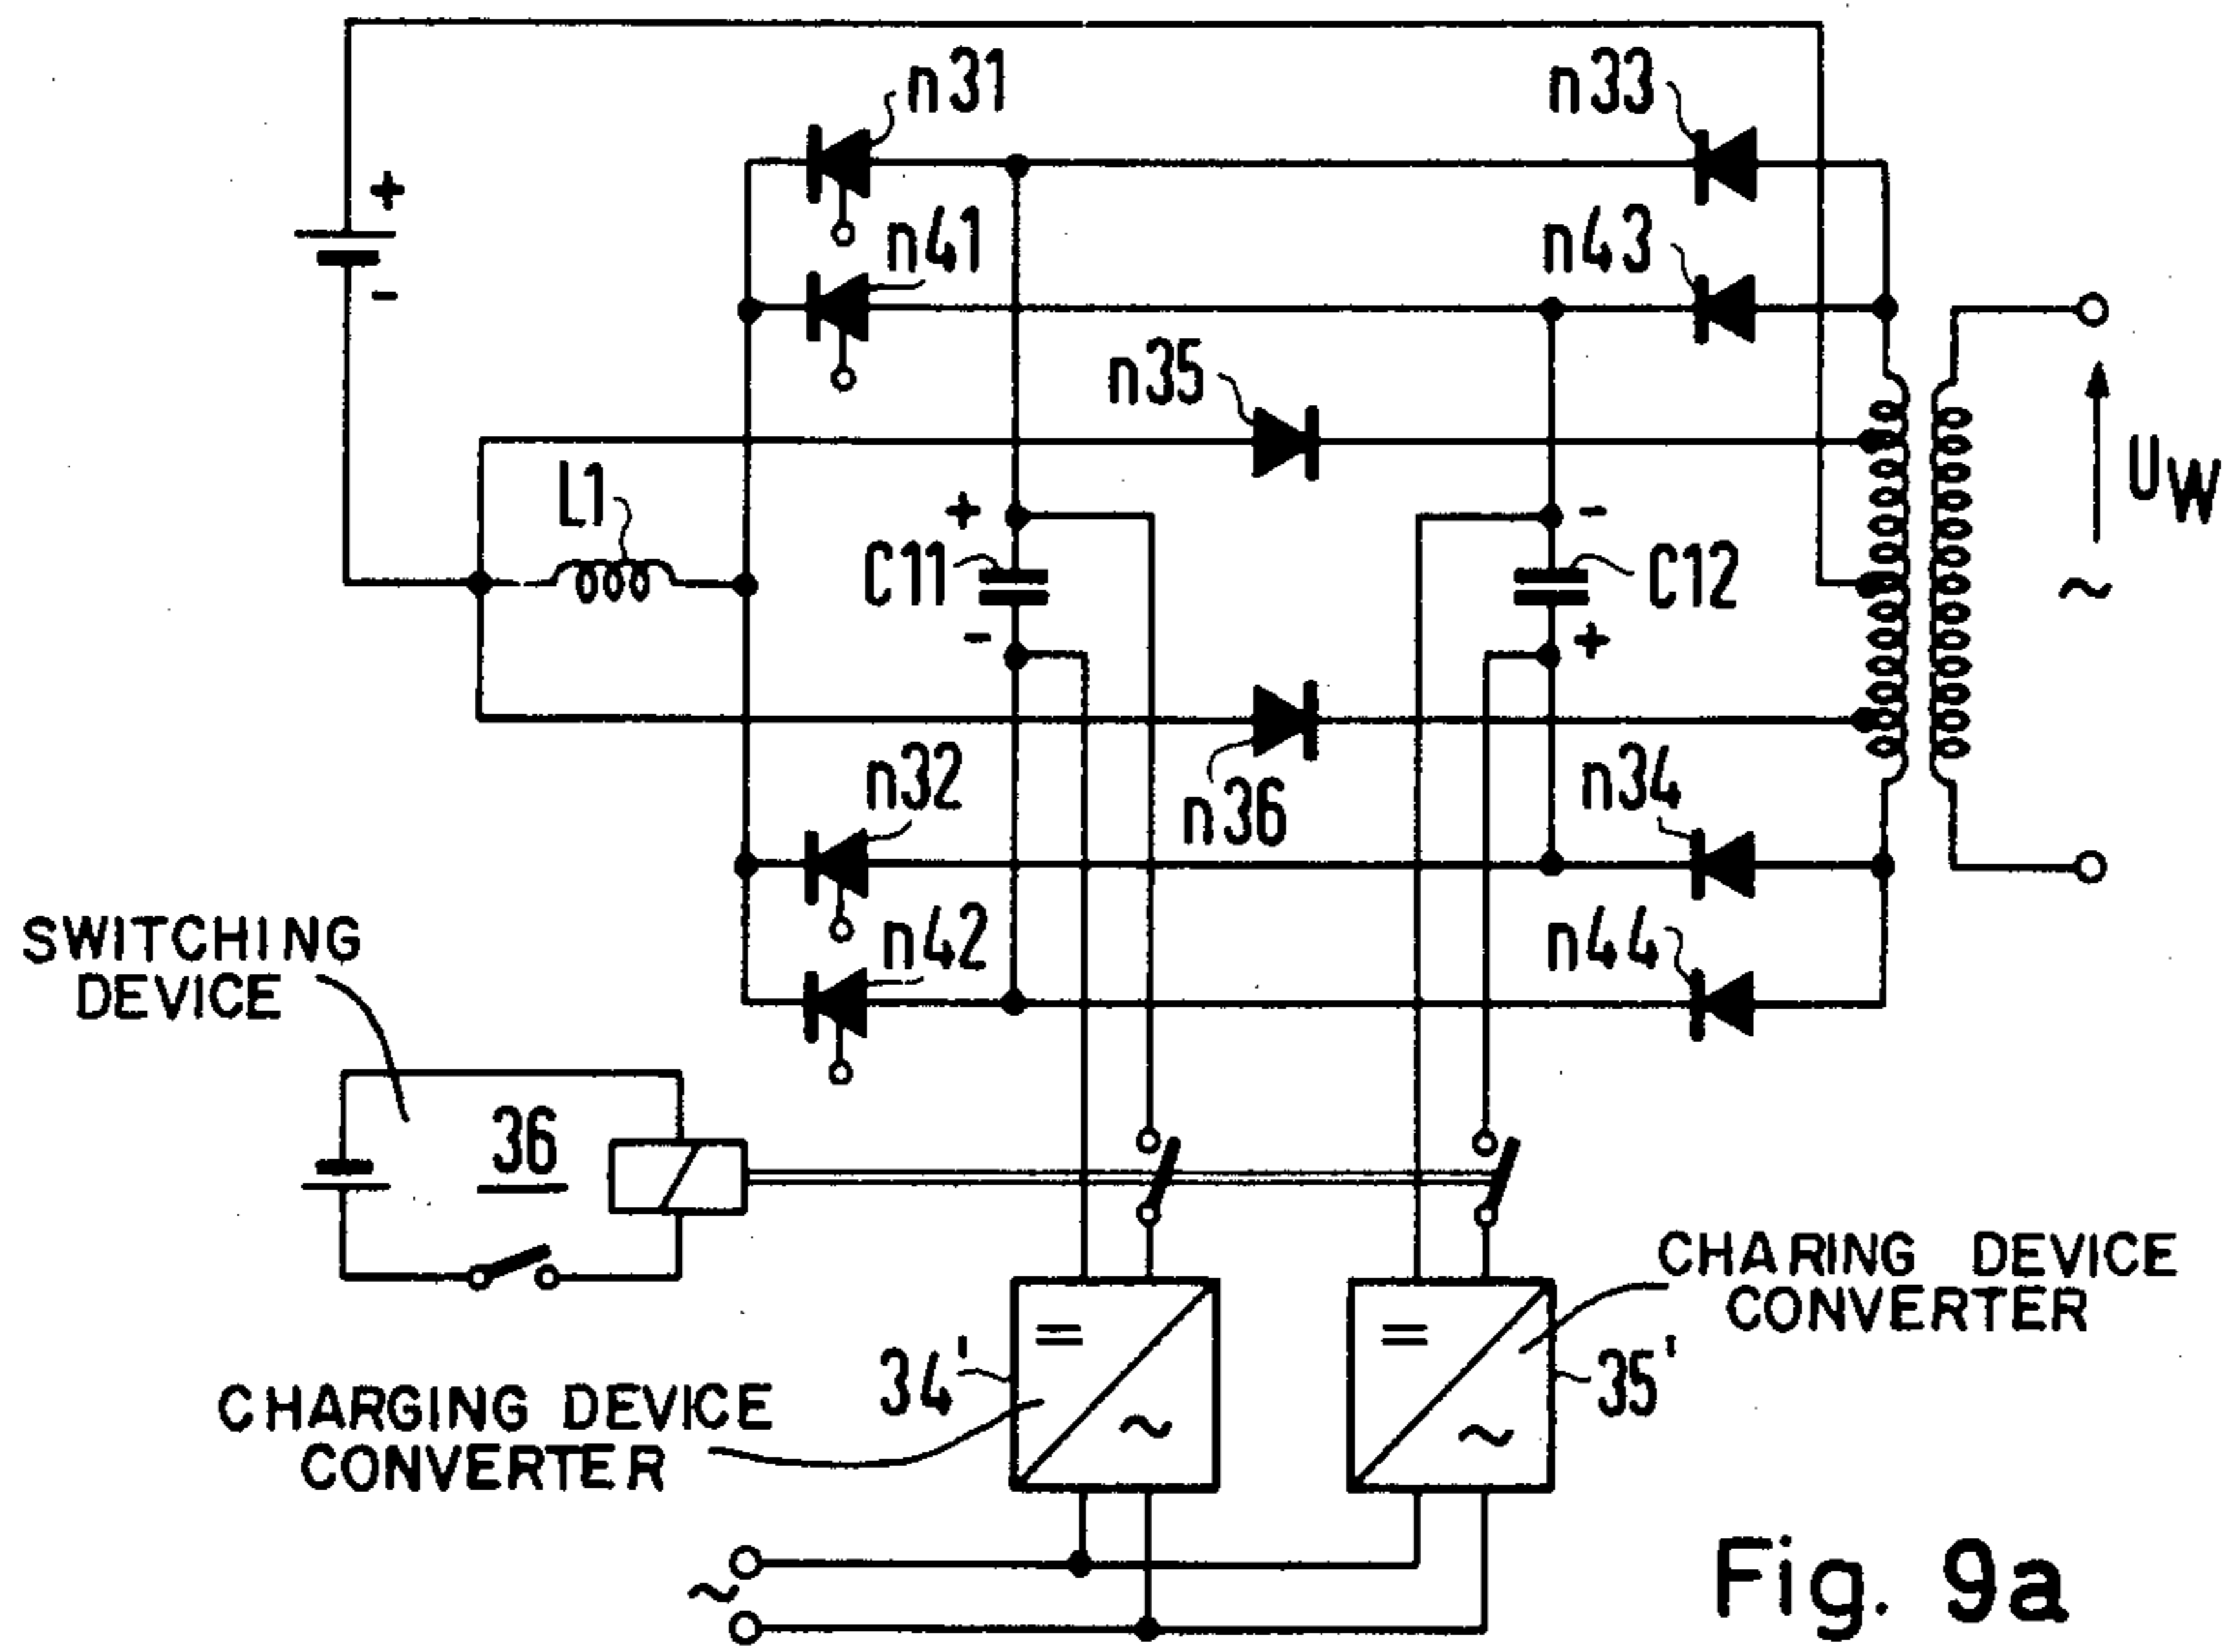 n31
n33
+
n41
n43
-
n35
L1
+
-
UW
C11
C12
~
-
+
n32
n34
n36
SWITCHING
DEVICE
n42
n44
36
CHARING DEVICE
CONVERTER
=
=
34'
35'
CHARGING DEVICE
CONVERTER
~
~
~
Fig. 9a